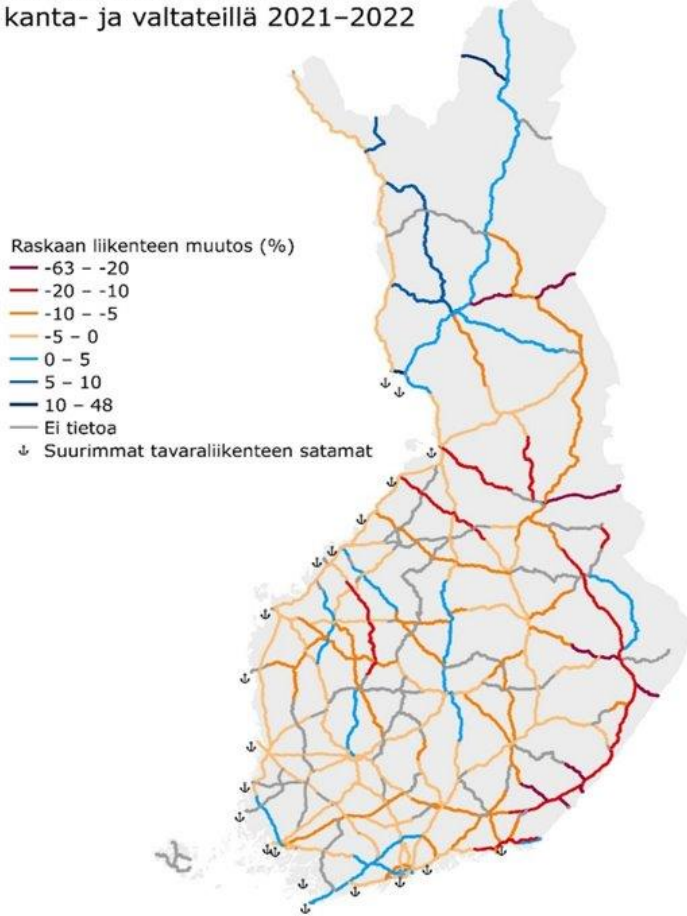 kanta- ja valtateillä 2021–2022
Raskaan liikenteen muutos (%)
-63 – -20
-20 – -10
-10 – -5
-5 – 0
0 – 5
5 – 10
10 – 48
Ei tietoa
Suurimmat tavaraliikenteen satamat